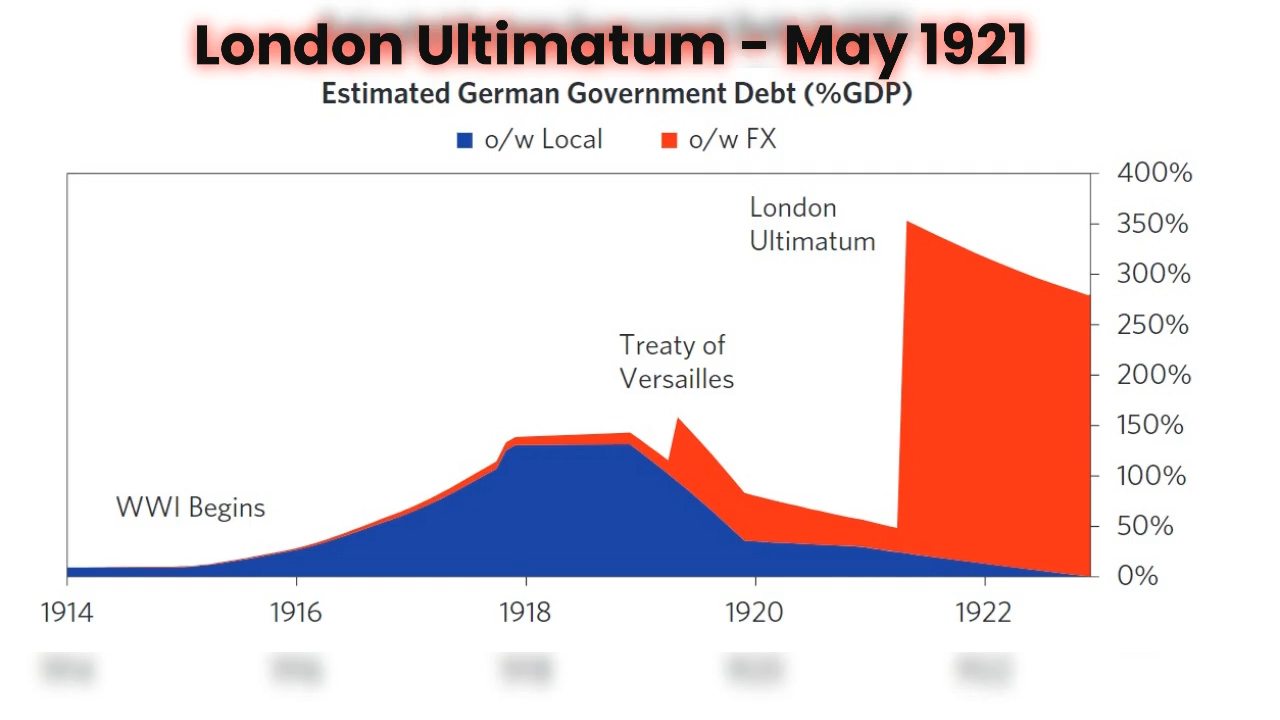 London Ultimatum - May 1921
Estimated German Government Debt (%GDP)
o/w Local
o/w FX
400%
London
350%
Ultimatum
300%
250%
Treaty of
Versailles
200%
150%
100%
WWI Begins
50%
0%
1914
1916
1918
1920
1922